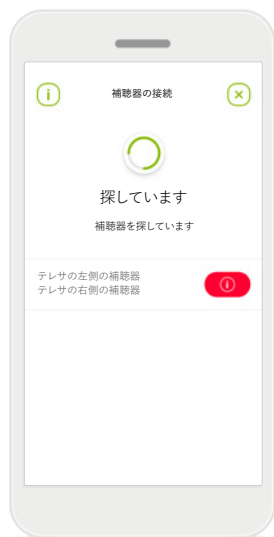 補聴器の接続
探しています
補聴器を探しています
テレサの左側の補聴器
テレサの右側の補聴器